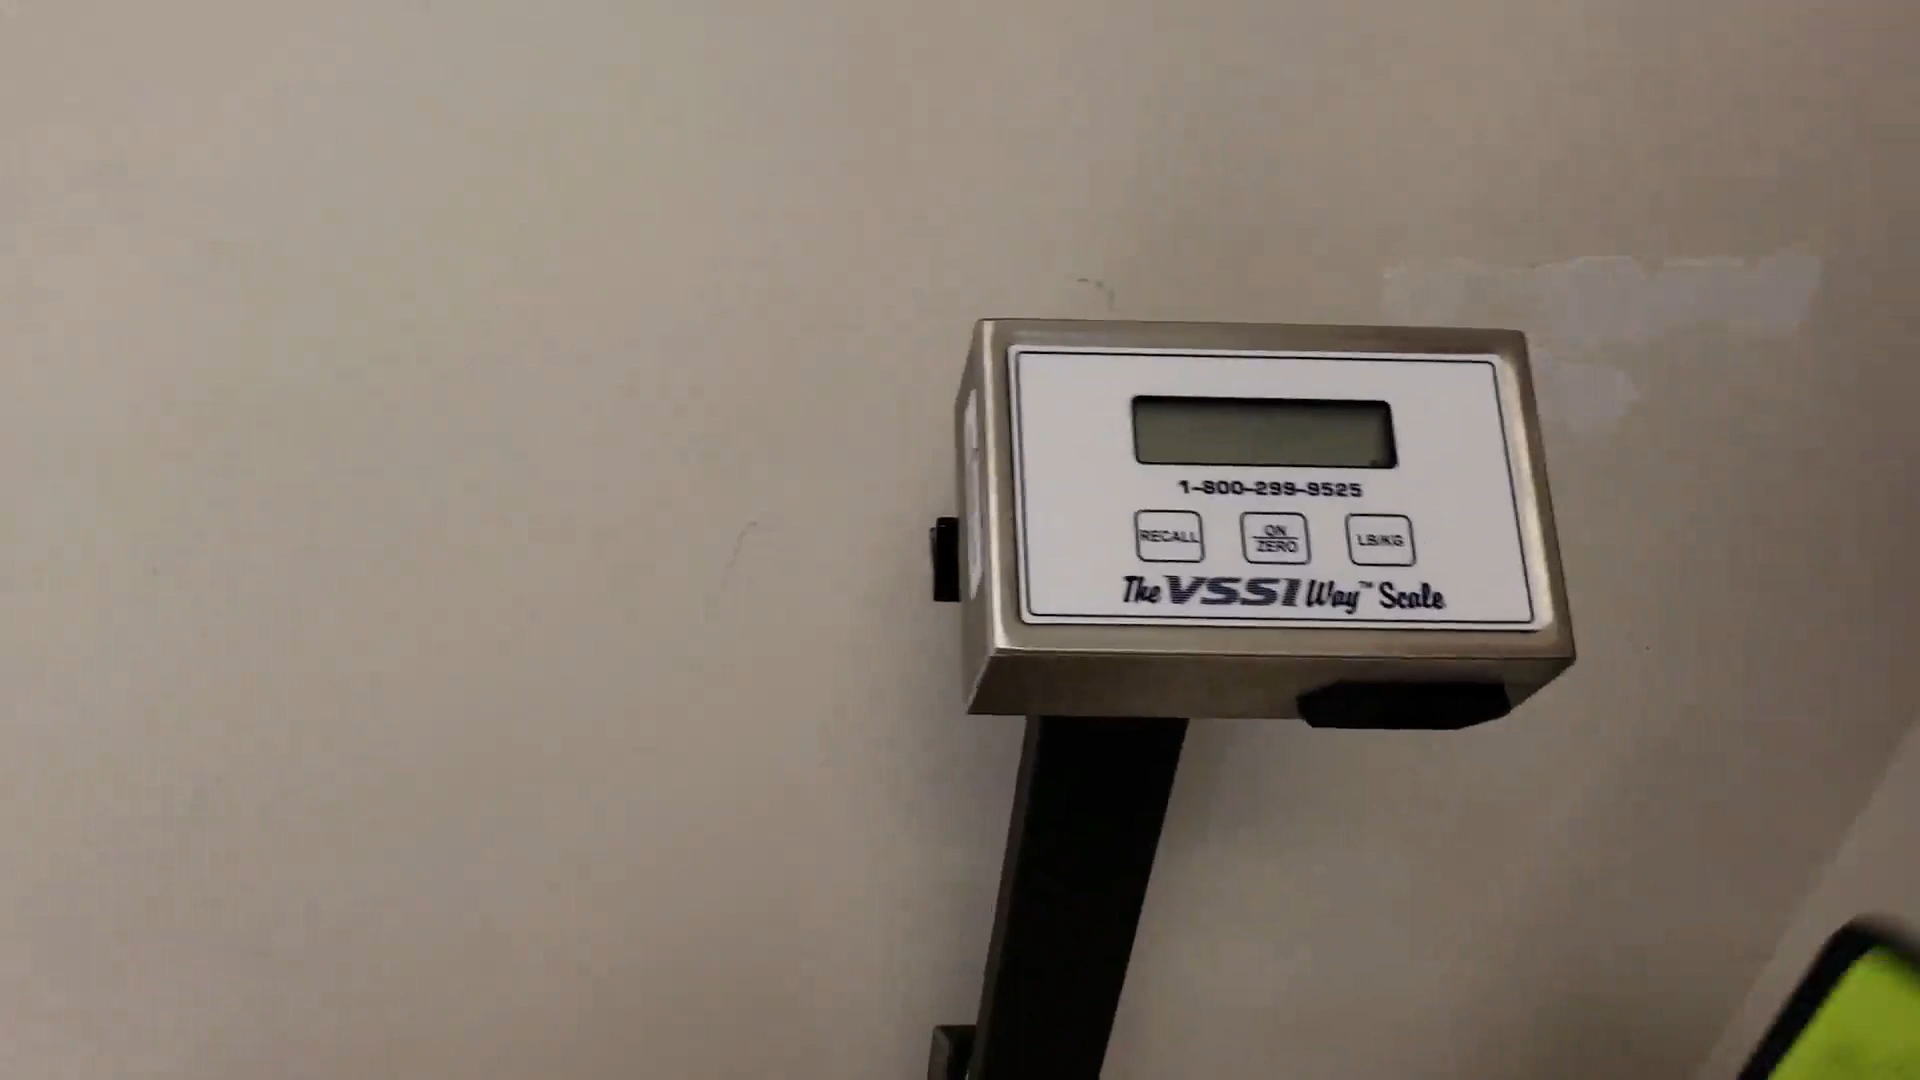 1-800-299-9525
RECALL
ON
ZERO
LB/KG
The VSSI Way™ Scale